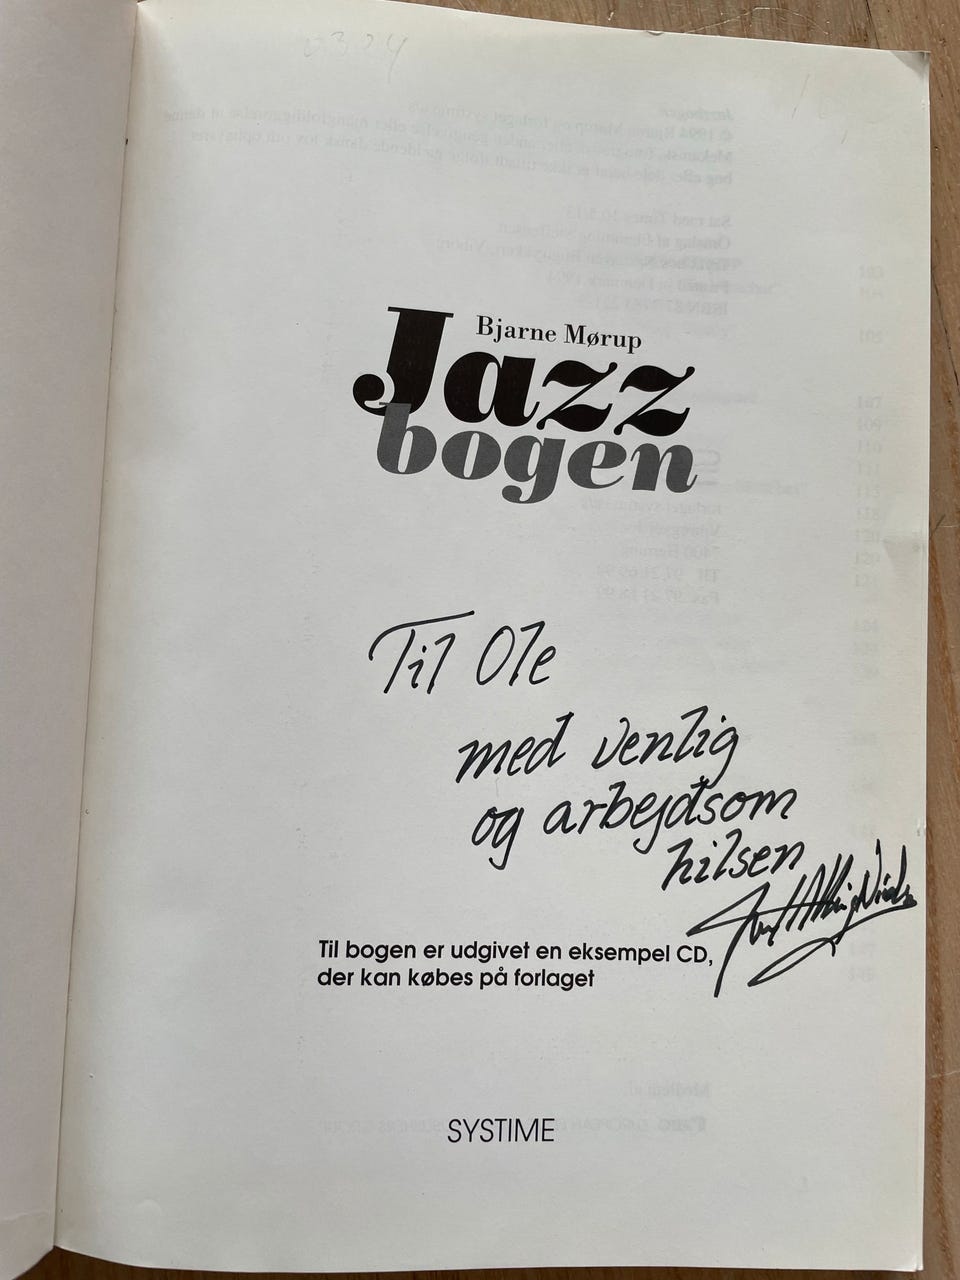 Bjarne Mørup
Jazz
bogen
Til Ole
med venlig
og arbejdsom
hilsen
Til bogen er udgivet en eksempel CD,
der kan købes på forlaget
SYSTIME